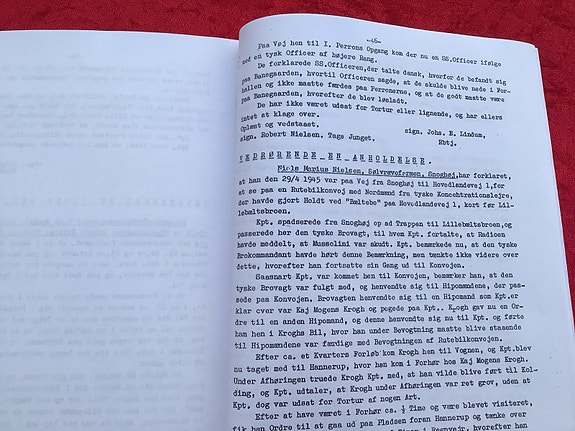 -46-
Paa Vej hen til I. Perrons Opgang kom der nu en SS.Officer ifølge
med en tysk Officer af højere Rang.
De forklarede SS.Officeren,der talte dansk, hvorfor de befandt sig
paa Banegaarden, hvortil Officeren sagde, at de skulde blive nede i For-
hallen og ikke maatte færdes paa Perronerne, og at de godt maatte være
paa Banegaarden, hvorefter de blev løsladt.
De har ikke været udsat for Tortur eller lignende, og har ellers
intet at klage over.
Oplæst og vedstaaet.
sign. Johs. E. Lindum,
sign. Robert Nielsen. Tage Junget. Rbtj.
VEDRØRENDE EN ANHOLDELSE.
Niels Marius Nielsen, Sølvrævefarmen, Snoghøj,har forklaret,
at han den 29/4 1945 var paa Vej fra Snoghøj til Hovedlandevej 1,for
at se paa en Rutebilkonvoj med Nordmænd fra tyske Koncentrationslejre,
der havde gjort Holdt ved "Bæltebo" paa Hovedlandevej 1, kort før Lil-
lebæltsbroen.
Kpt. spadserede fra Snoghøj op ad Trappen til Lillebæltsbroen,og
passerede her den tyske Brovagt, til hvem Kpt. fortalte, at Radioen
havde meddelt, at Mussolini var skudt. Kpt. bemærkede nu, at den tyske
Brokommandant havde hørt denne Bemærkning, men tænkte ikke videre over
dette, hvorefter han fortsatte sin Gang ud til Konvojen.
Saasnart Kpt. var kommet hen til Konvojen, bemærker han, at den
tyske Brovagt var fulgt med, og henvendte sig til Hipomændene, der pas-
sede paa Konvojen, Brovagten henvendte sig til en Hipomand som Kpt.er
klar over var Kaj Mogens Krogh og pegede paa Kpt.. Krogh gav nu en Or-
dre til en anden Hipomand, og denne henvendte sig nu til Kpt. og førte
ham hen i Kroghs Bil, hvor han under Bevogtning maatte blive staaende
til Hipomændene var færdige med Bevogtningen af Rutebilkonvojen.
Efter ca. et Kvarters Forløb kom Krogh hen til Vognen, og Kpt.blev
nu taget med til Hannerup, hvor han kom i Forhør hos Kaj Mogens Krogh.
Under Afhøringen truede Krogh Kpt. med, at han vilde blive ført til Kol-
ding, og Kpt. udtaler, at Krogh under Afhøringen var ret grov, uden at
Kpt. dog var udsat for Tortur af nogen Art.
Efter at have været i Forhør ca. ½ Time og være blevet visiteret,
fik han Ordre til at gaa ud paa Pladsen foran Hannerup og tænke over